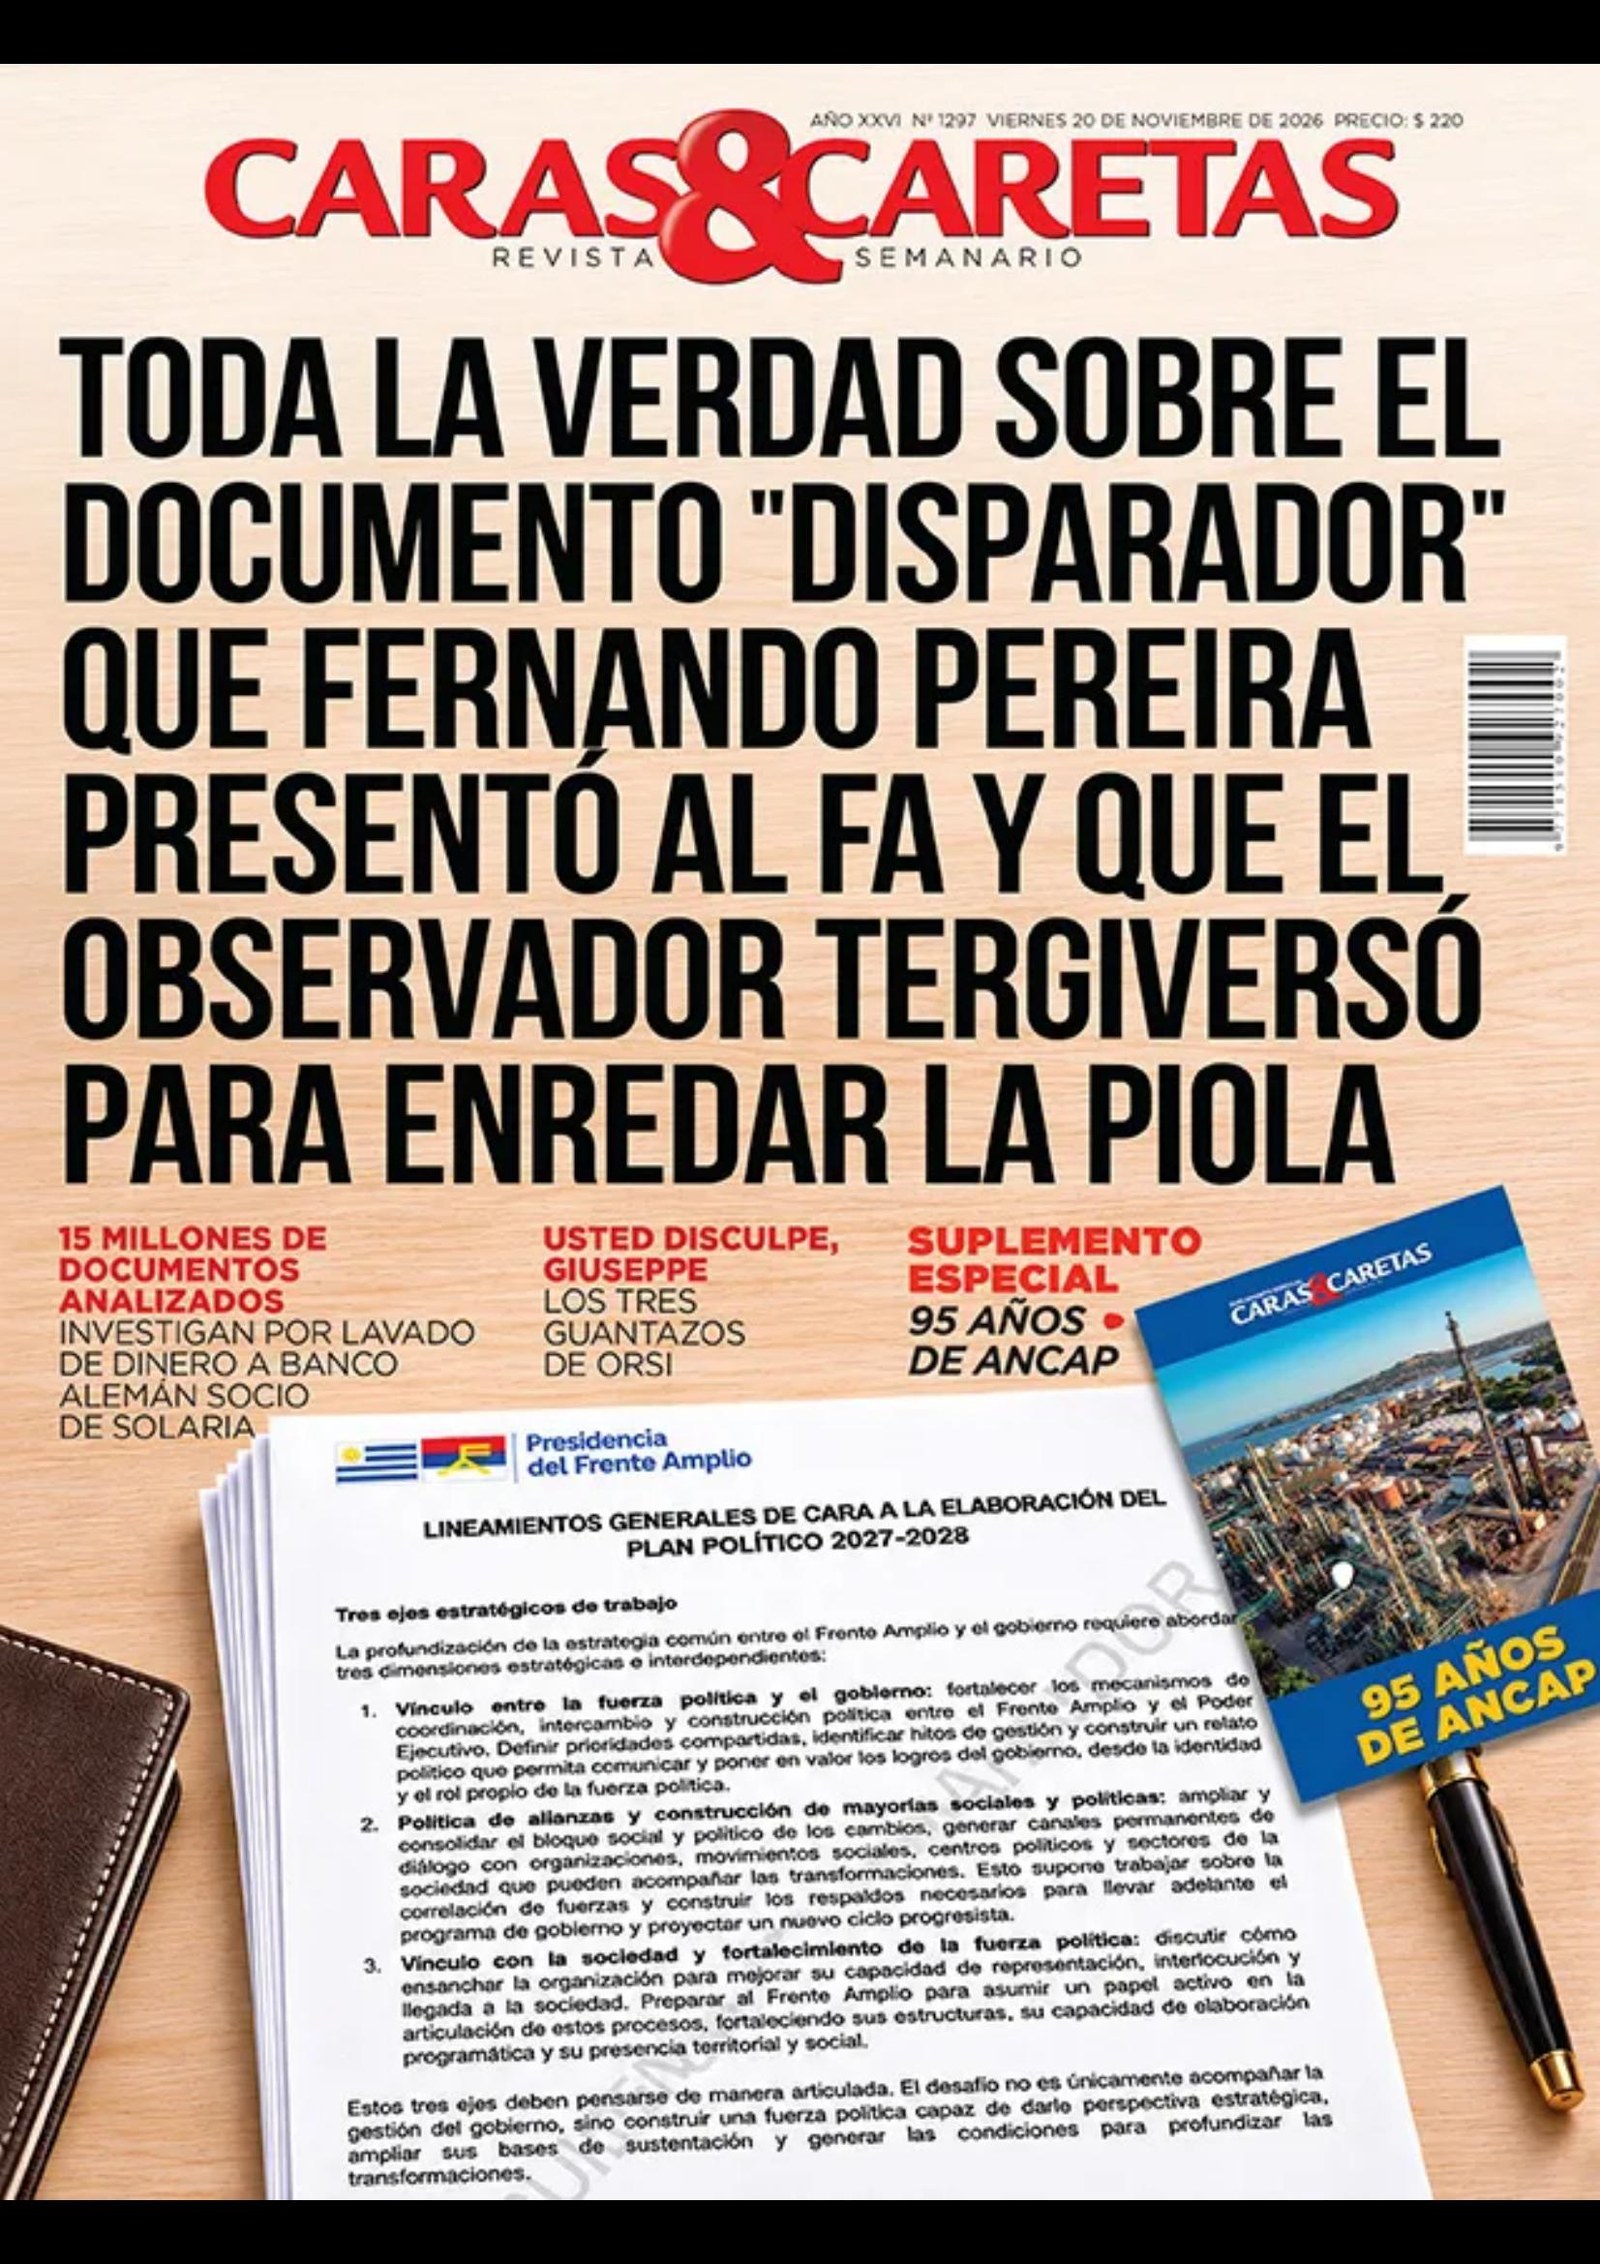 AÑO XXVI Nº 1297 VIERNES 20 DE NOVIEMBRE DE 2026 PRECIO: $ 220
CARAS&CARETAS
REVISTA SEMANARIO
TODA LA VERDAD SOBRE EL
DOCUMENTO "DISPARADOR"
QUE FERNANDO PEREIRA
PRESENTÓ AL FA Y QUE EL
OBSERVADOR TERGIVERSÓ
PARA ENREDAR LA PIOLA
15 MILLONES DE
DOCUMENTOS
ANALIZADOS
INVESTIGAN POR LAVADO
DE DINERO A BANCO
ALEMÁN SOCIO
DE SOLARIA
USTED DISCULPE,
GIUSEPPE
LOS TRES
GUANTAZOS
DE ORSI
SUPLEMENTO
ESPECIAL
95 AÑOS
DE ANCAP
CARAS&CARETAS
95 AÑOS
DE ANCAP
Presidencia
del Frente Amplio
LINEAMIENTOS GENERALES DE CARA A LA ELABORACIÓN DEL
PLAN POLÍTICO 2027-2028
Tres ejes estratégicos de trabajo
La profundización de la estrategia común entre el Frente Amplio y el gobierno requiere abordar
tres dimensiones estratégicas e interdependientes:
1. Vínculo entre la fuerza política y el gobierno: fortalecer los mecanismos de
coordinación, intercambio y construcción política entre el Frente Amplio y el Poder
Ejecutivo. Definir prioridades compartidas, identificar hitos de gestión y construir un relato
político que permita comunicar y poner en valor los logros del gobierno, desde la identidad
y el rol propio de la fuerza política.
2. Política de alianzas y construcción de mayorías sociales y políticas: ampliar y
consolidar el bloque social y político de los cambios, generar canales permanentes de
diálogo con organizaciones, movimientos sociales, centros políticos y sectores de la
sociedad que pueden acompañar las transformaciones. Esto supone trabajar sobre la
correlación de fuerzas y construir los respaldos necesarios para llevar adelante el
programa de gobierno y proyectar un nuevo ciclo progresista.
3. Vínculo con la sociedad y fortalecimiento de la fuerza política: discutir cómo
ensanchar la organización para mejorar su capacidad de representación, interlocución y
llegada a la sociedad. Preparar al Frente Amplio para asumir un papel activo en la
articulación de estos procesos, fortaleciendo sus estructuras, su capacidad de elaboración
programática y su presencia territorial y social.
Estos tres ejes deben pensarse de manera articulada. El desafío no es únicamente acompañar la
gestión del gobierno, sino construir una fuerza política capaz de darle perspectiva estratégica,
ampliar sus bases de sustentación y generar las condiciones para profundizar las
transformaciones.